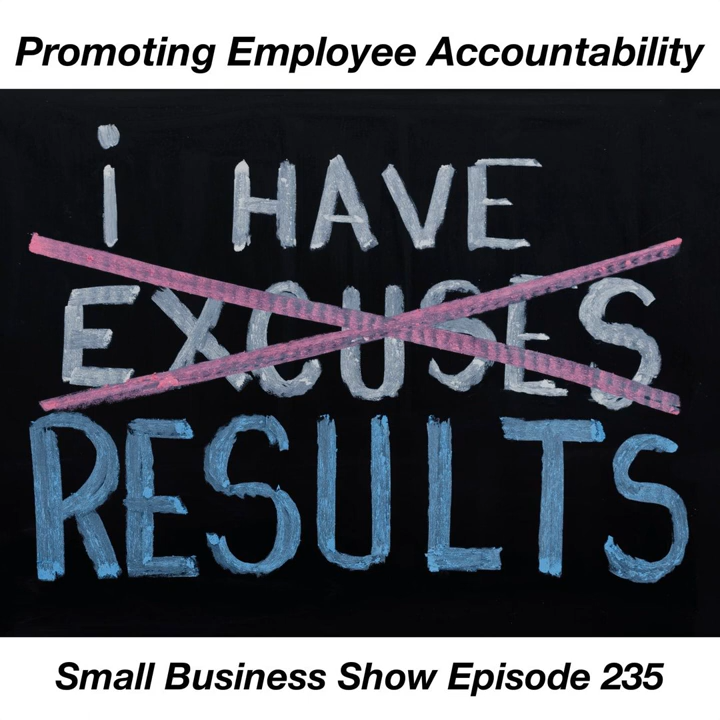 Promoting Employee Accountability
i HAVE
EXCUSES
RESULTS
Small Business Show Episode 235